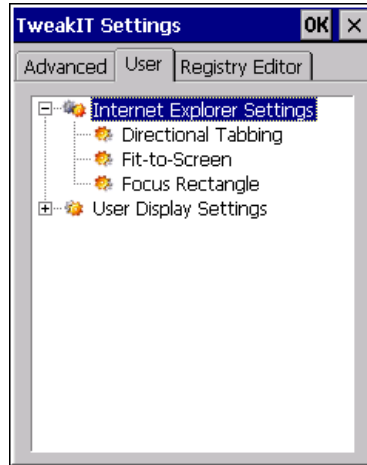 TweakIT Settings OK ×
Advanced User Registry Editor
Internet Explorer Settings
Directional Tabbing
Fit-to-Screen
Focus Rectangle
User Display Settings